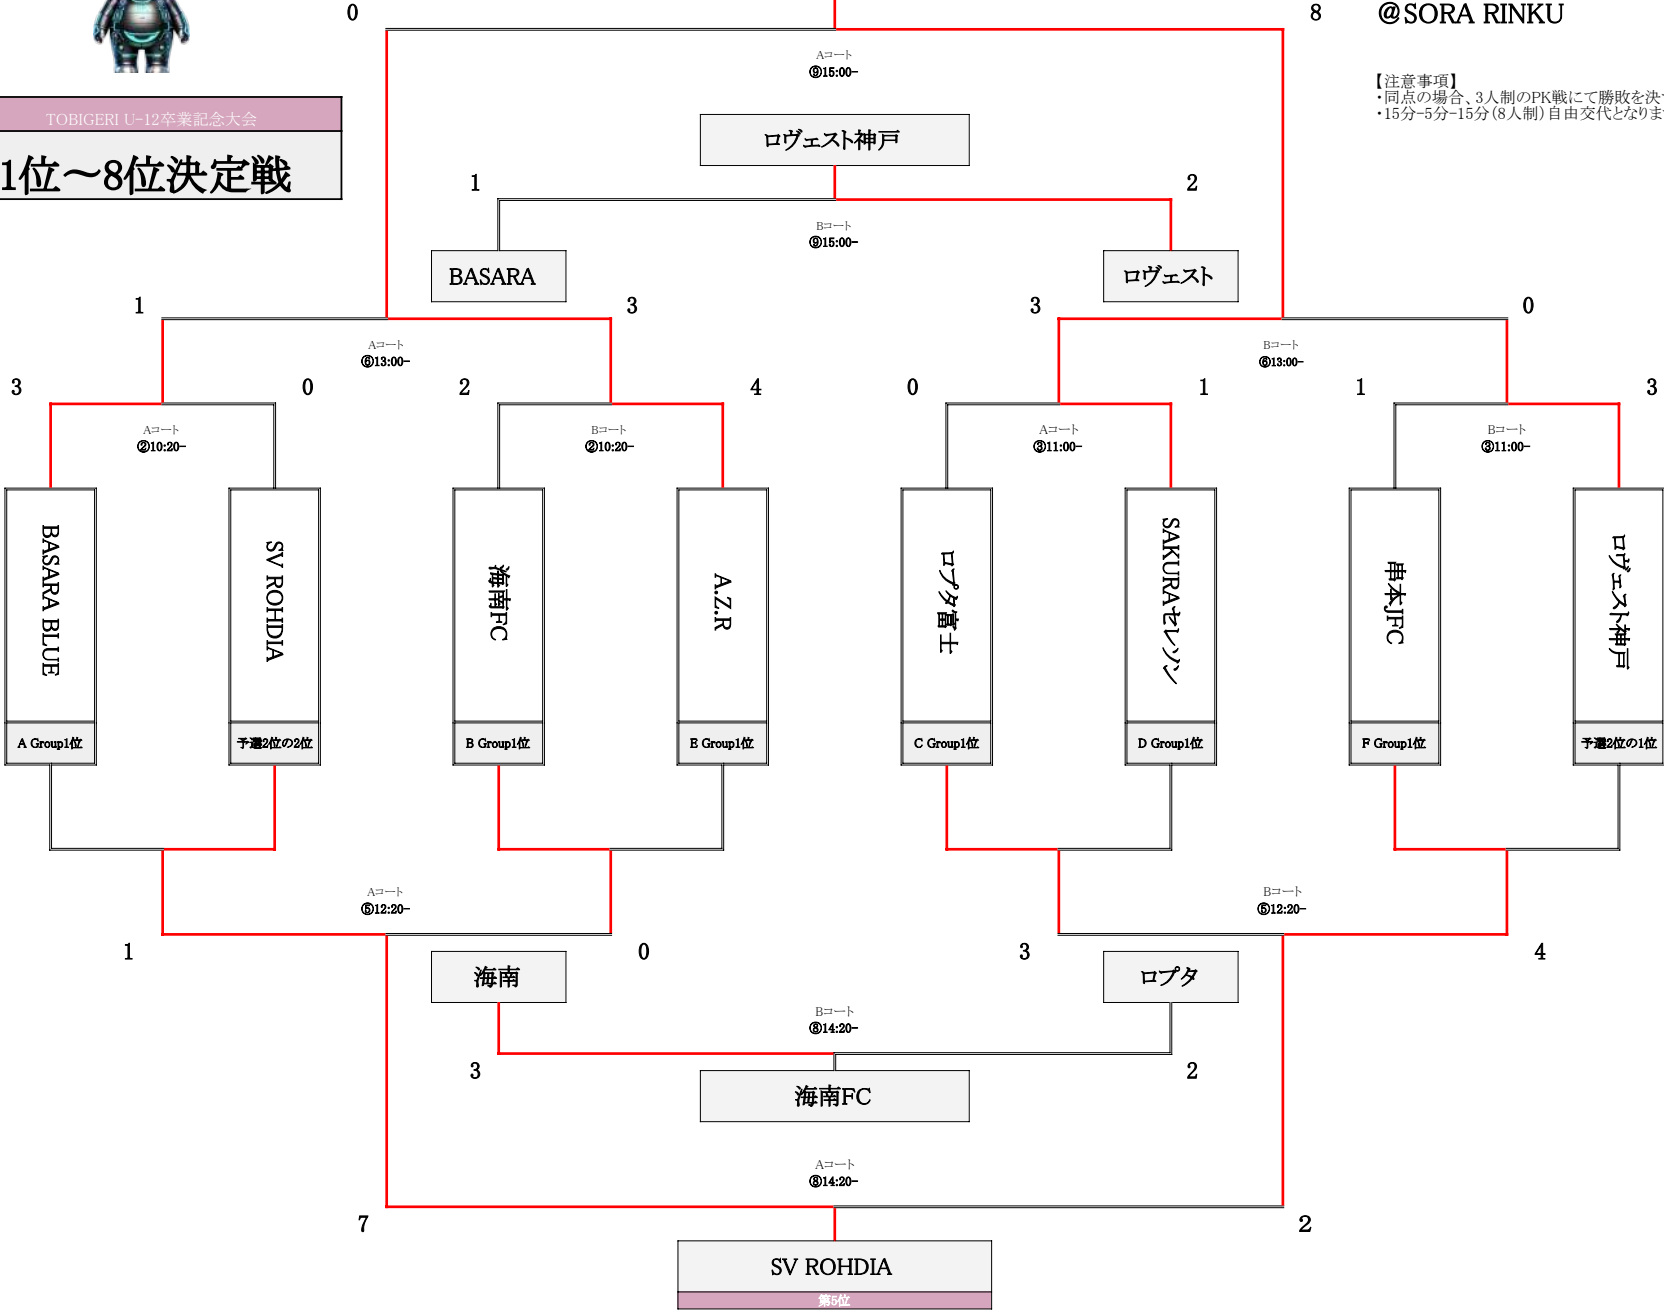 0
8
@SORA RINKU
Aコート
⑨15:00-
【注意事項】
・同点の場合、3人制のPK戦にて勝敗を決
・15分-5分-15分(8人制)自由交代となりま
TOBIGERI U-12卒業記念大会
1位～8位決定戦
ロヴェスト神戸
1
2
Bコート
⑨15:00-
BASARA
ロヴェスト
1
3
3
0
Aコート
⑥13:00-
Bコート
⑥13:00-
3
0
2
4
0
1
1
3
Aコート
②10:20-
Bコート
②10:20-
Aコート
③11:00-
Bコート
③11:00-
BASARA BLUE
SV ROHDIA
海南FC
A.Z.R
ロプタ富士
SAKURAセレゾン
串本JFC
ロヴェスト神戸
A Group1位
予選2位の2位
B Group1位
E Group1位
C Group1位
D Group1位
F Group1位
予選2位の1位
Aコート
⑤12:20-
Bコート
⑤12:20-
1
0
3
4
海南
ロプタ
Bコート
⑧14:20-
3
2
海南FC
Aコート
⑧14:20-
7
2
SV ROHDIA
第5位